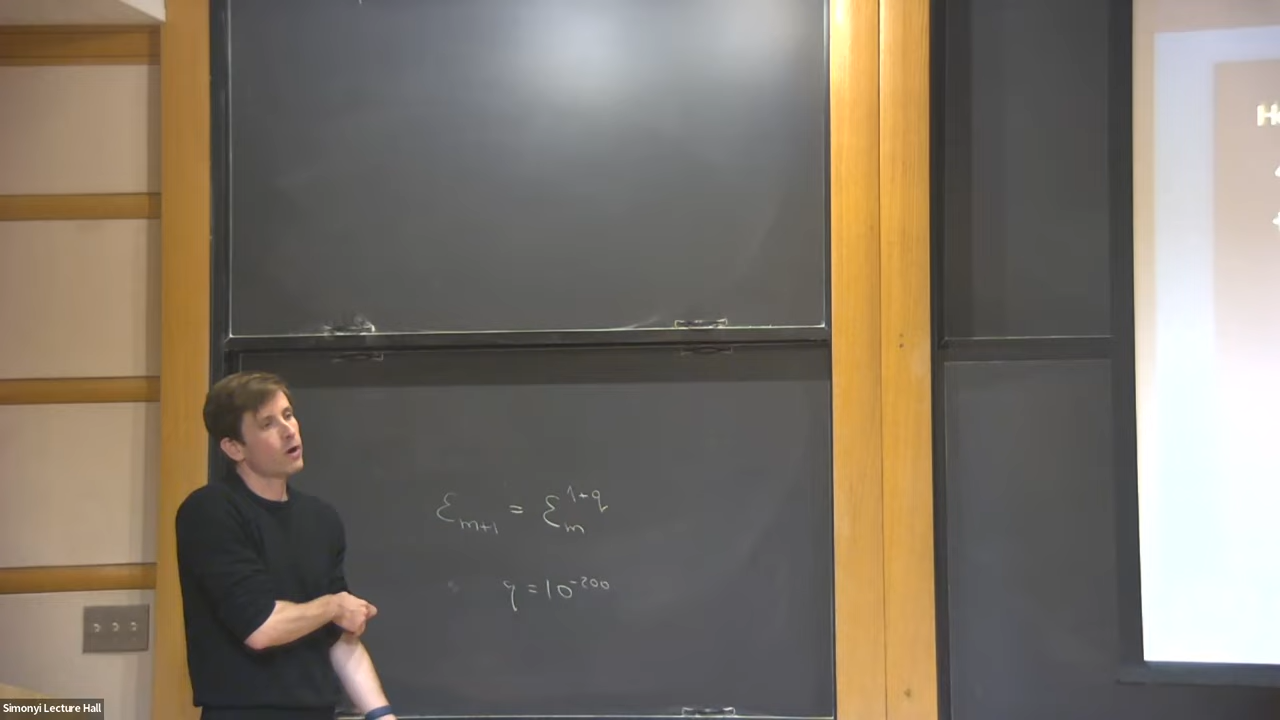 ε_{m+1} = ε_m^{1+q}
q = 10^{-200}
Simonyi Lecture Hall